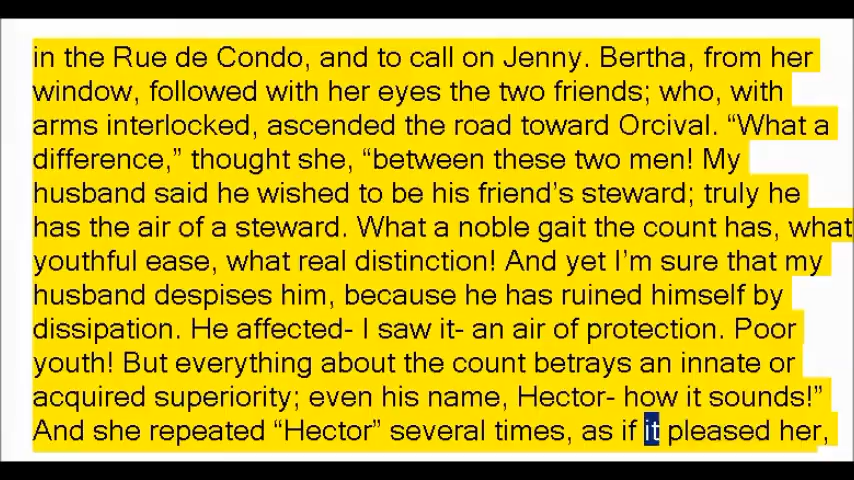 in the Rue de Condo, and to call on Jenny. Bertha, from her
window, followed with her eyes the two friends; who, with
arms interlocked, ascended the road toward Orcival. “What a
difference,” thought she, “between these two men! My
husband said he wished to be his friend’s steward; truly he
has the air of a steward. What a noble gait the count has, what
youthful ease, what real distinction! And yet I’m sure that my
husband despises him, because he has ruined himself by
dissipation. He affected- I saw it- an air of protection. Poor
youth! But everything about the count betrays an innate or
acquired superiority; even his name, Hector- how it sounds!”
And she repeated “Hector” several times, as if it pleased her,